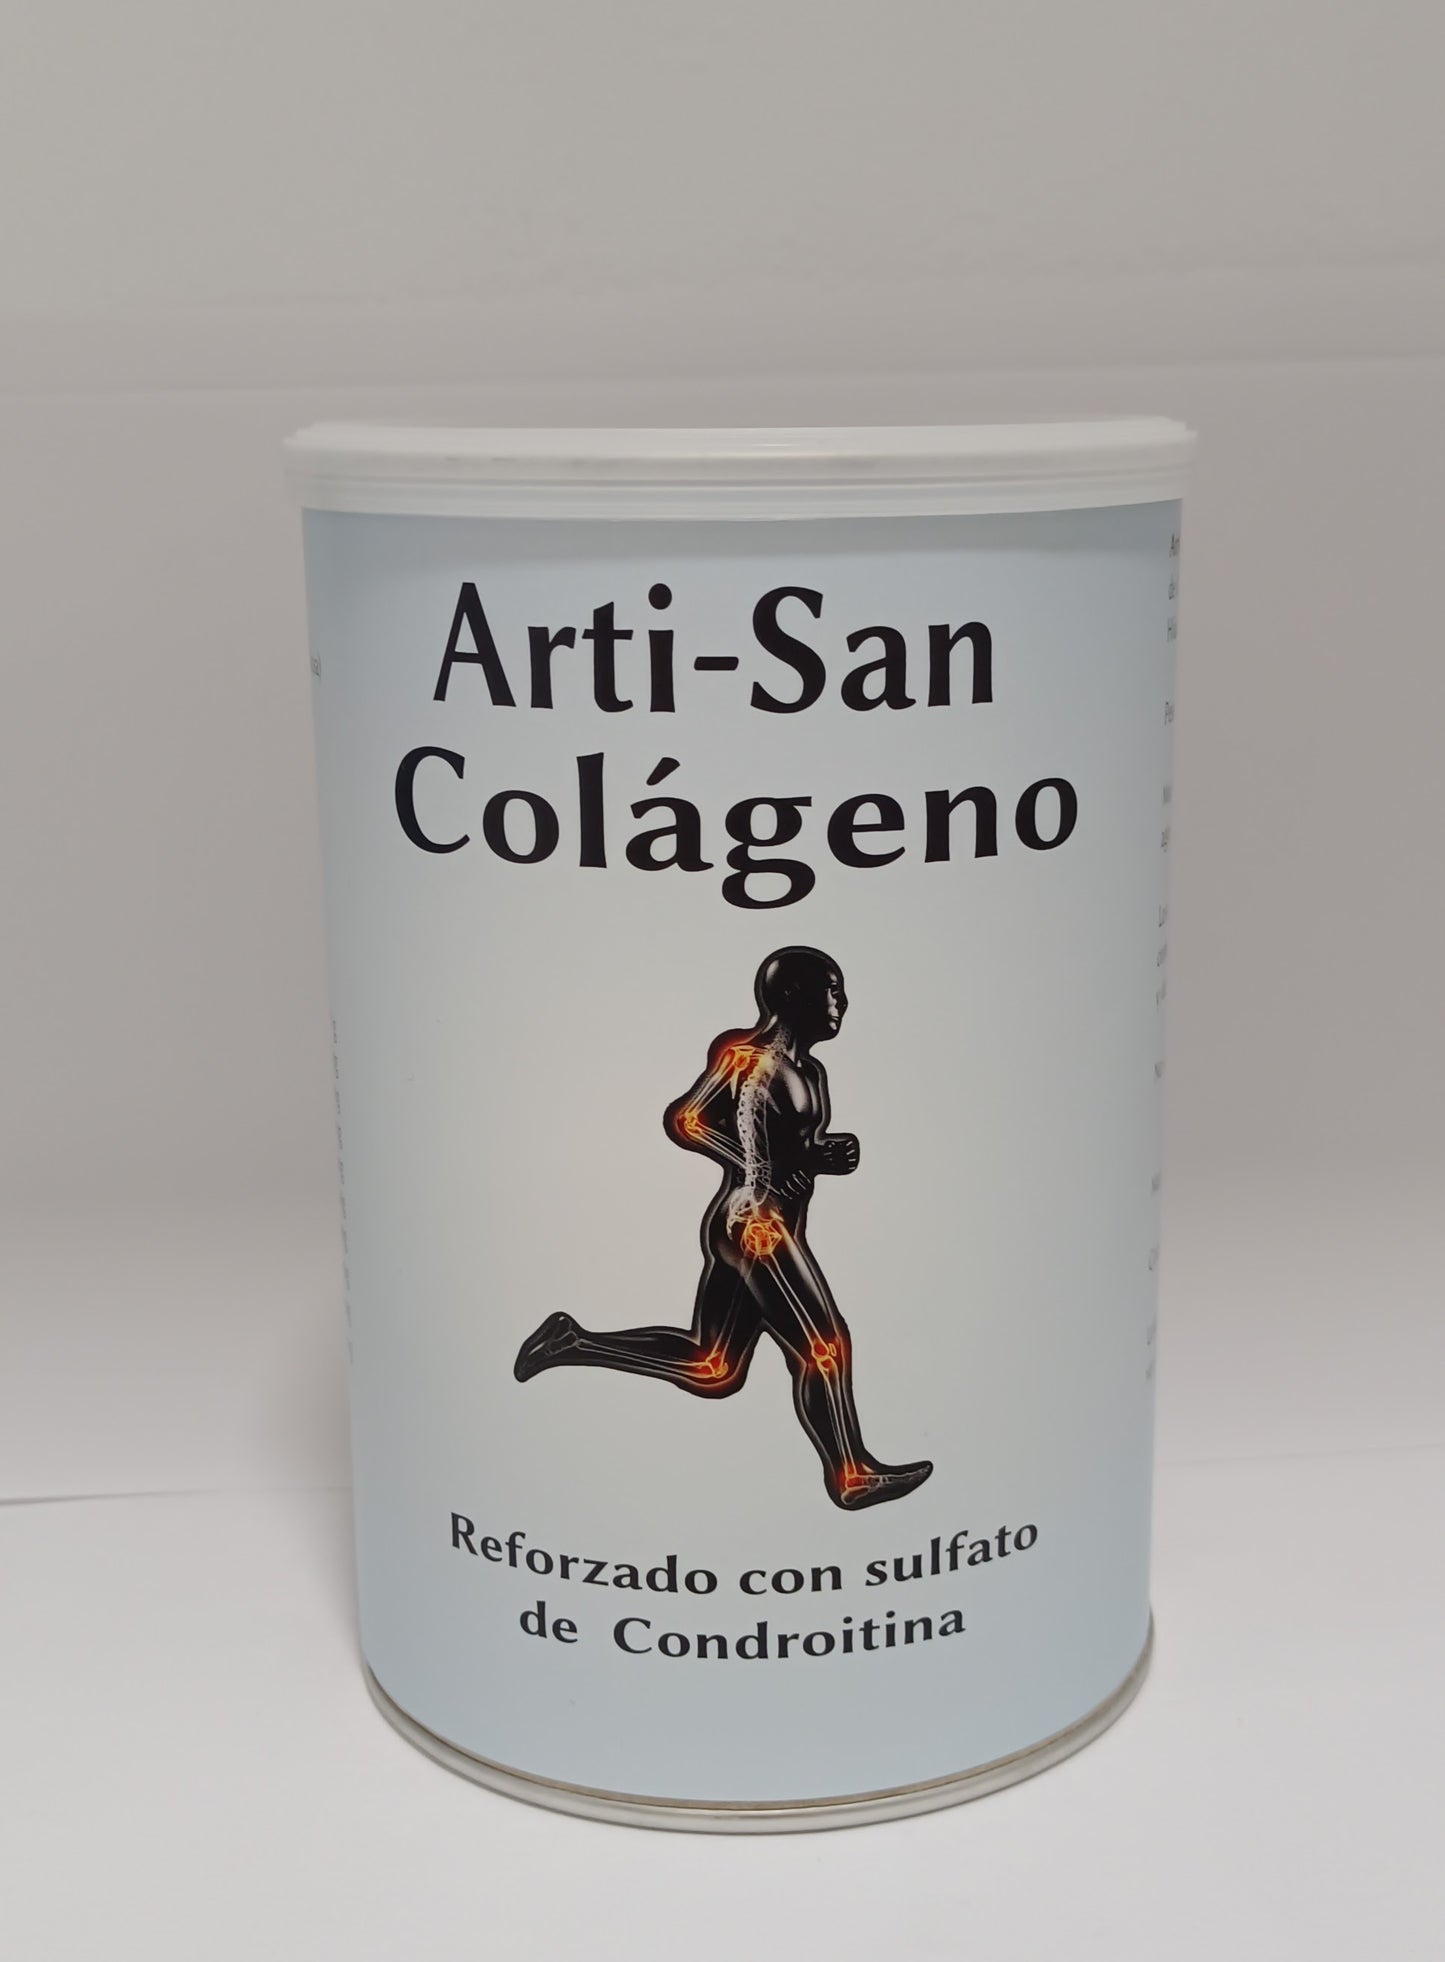 Arti-San
Colágeno
Reforzado con sulfato
de Condroitina